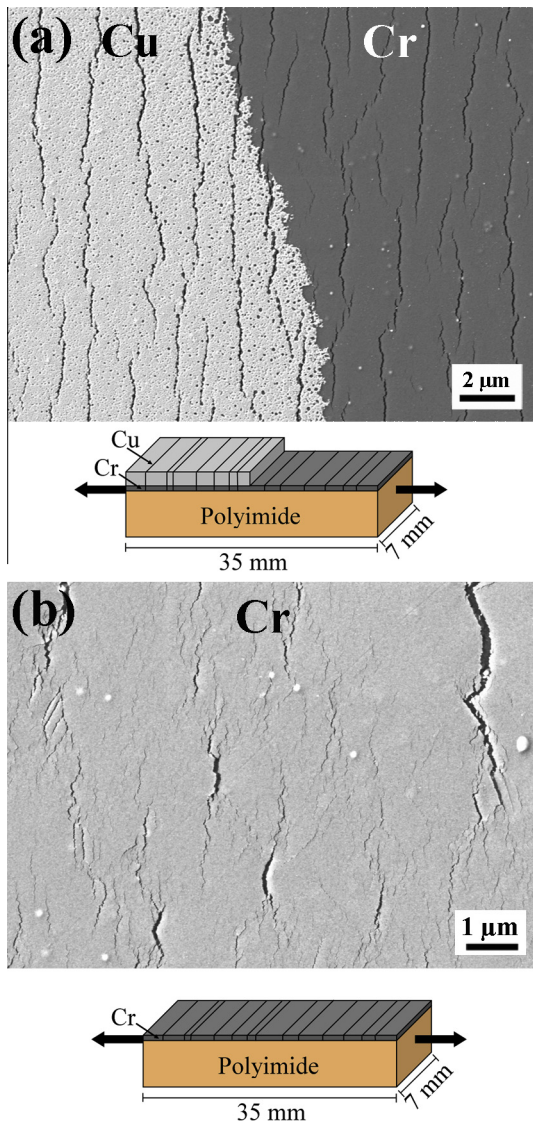 (a) Cu Cr
2 µm
Cu
Cr
Polyimide
7 mm
35 mm
(b) Cr
1 µm
Cr
Polyimide
7 mm
35 mm